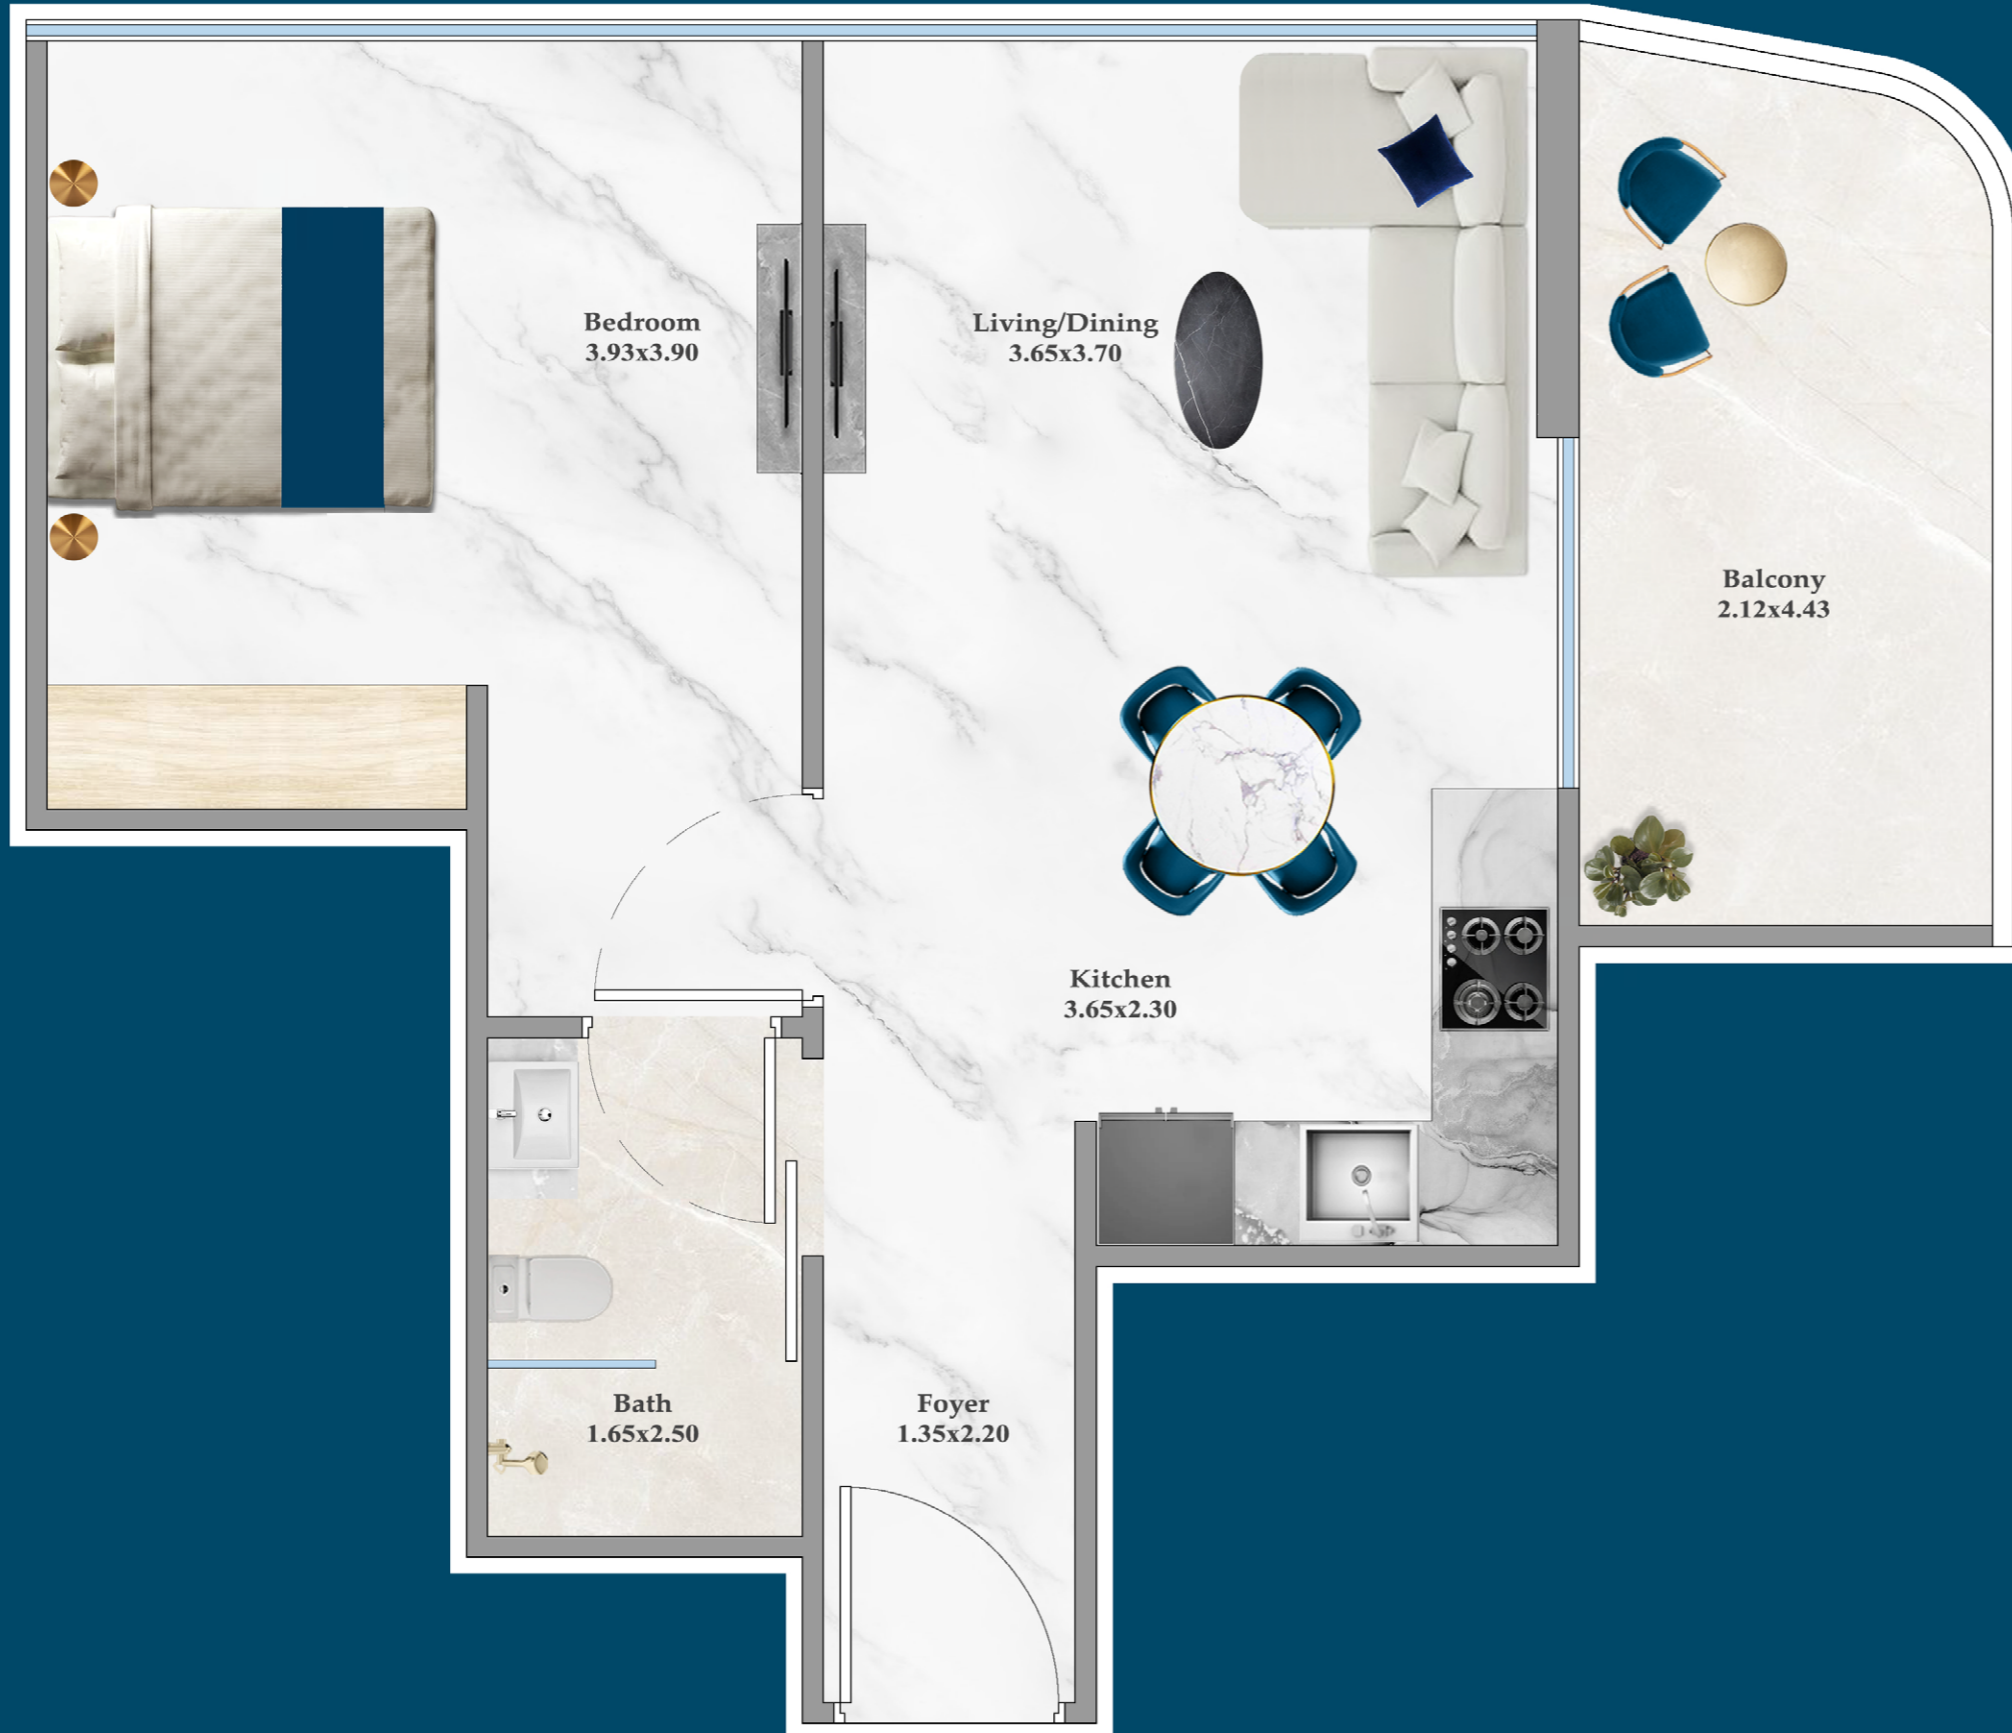 Bedroom
3.93x3.90
Living/Dining
3.65x3.70
Balcony
2.12x4.43
Kitchen
3.65x2.30
Bath
1.65x2.50
Foyer
1.35x2.20